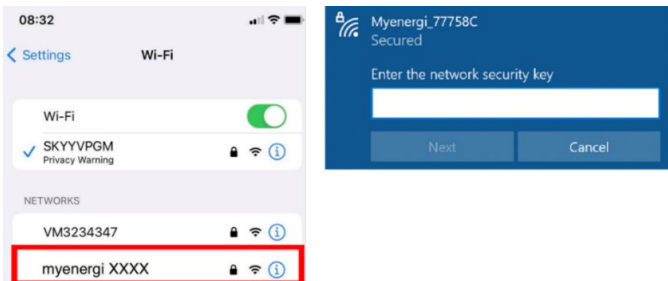 08:32
Settings
Wi-Fi
Wi-Fi
SKYYVPGM
Privacy Warning
NETWORKS
VM3234347
myenergi XXXX
Myenergi_77758C
Secured
Enter the network security key
Next
Cancel